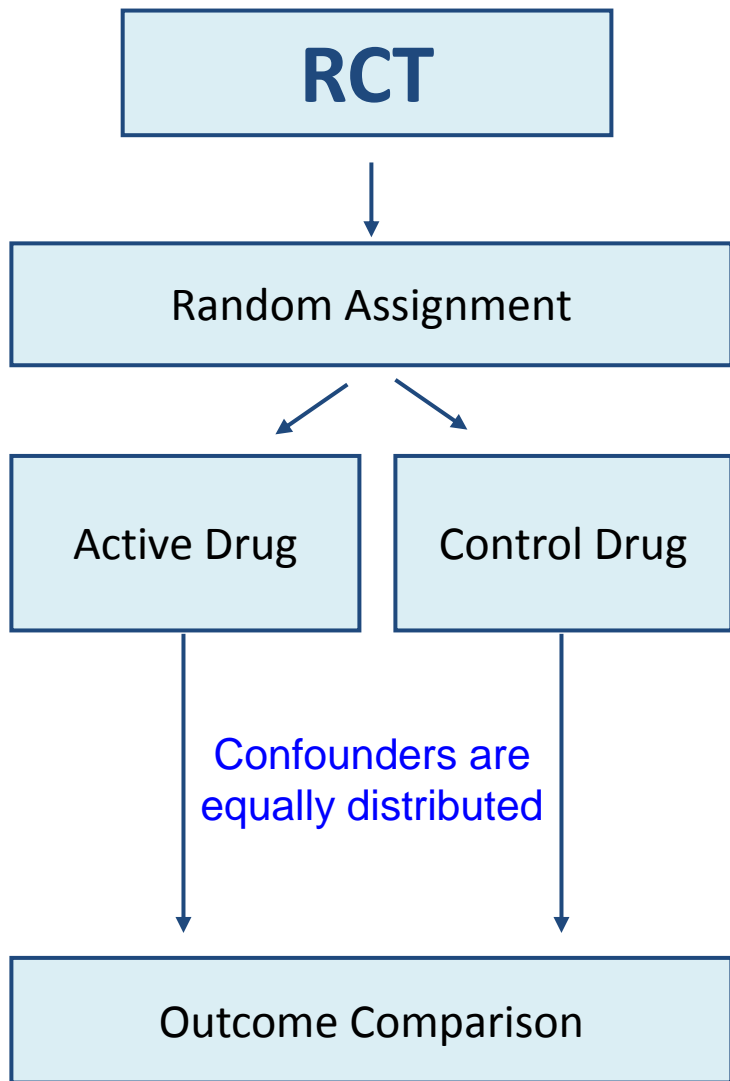 RCT
Random Assignment
Active Drug
Control Drug
Confounders are
equally distributed
Outcome Comparison